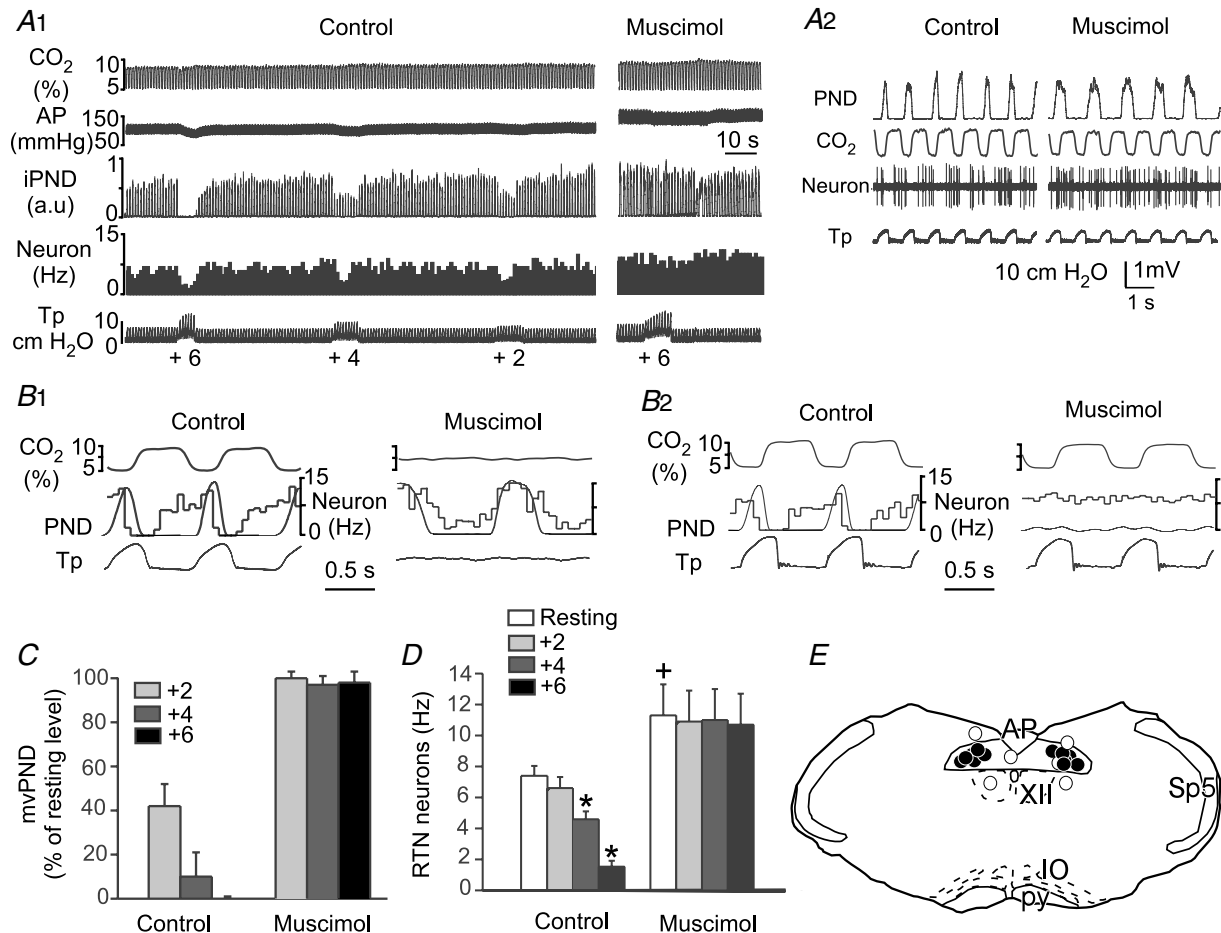 A1
Control
Muscimol
CO2
(%)
10
5
AP
(mmHg)
150
50
10 s
iPND
(a.u)
1
0
Neuron
(Hz)
15
0
Tp
cm H2O
10
0
+ 6
+ 4
+ 2
+ 6
A2
Control
Muscimol
PND
CO2
Neuron
Tp
10 cm H2O
1mV
1 s
B1
Control
Muscimol
CO2
(%)
10
5
15
Neuron
(Hz)
0
PND
Tp
0.5 s
B2
Control
Muscimol
CO2
(%)
10
5
15
Neuron
(Hz)
0
PND
Tp
0.5 s
C
mvPND
(% of resting level)
100
80
60
40
20
0
+2
+4
+6
Control
Muscimol
D
Resting
+2
+4
+6
RTN neurons (Hz)
14
12
10
8
6
4
2
0
*
*
+
Control
Muscimol
E
AP
XII
Sp5
IO
py